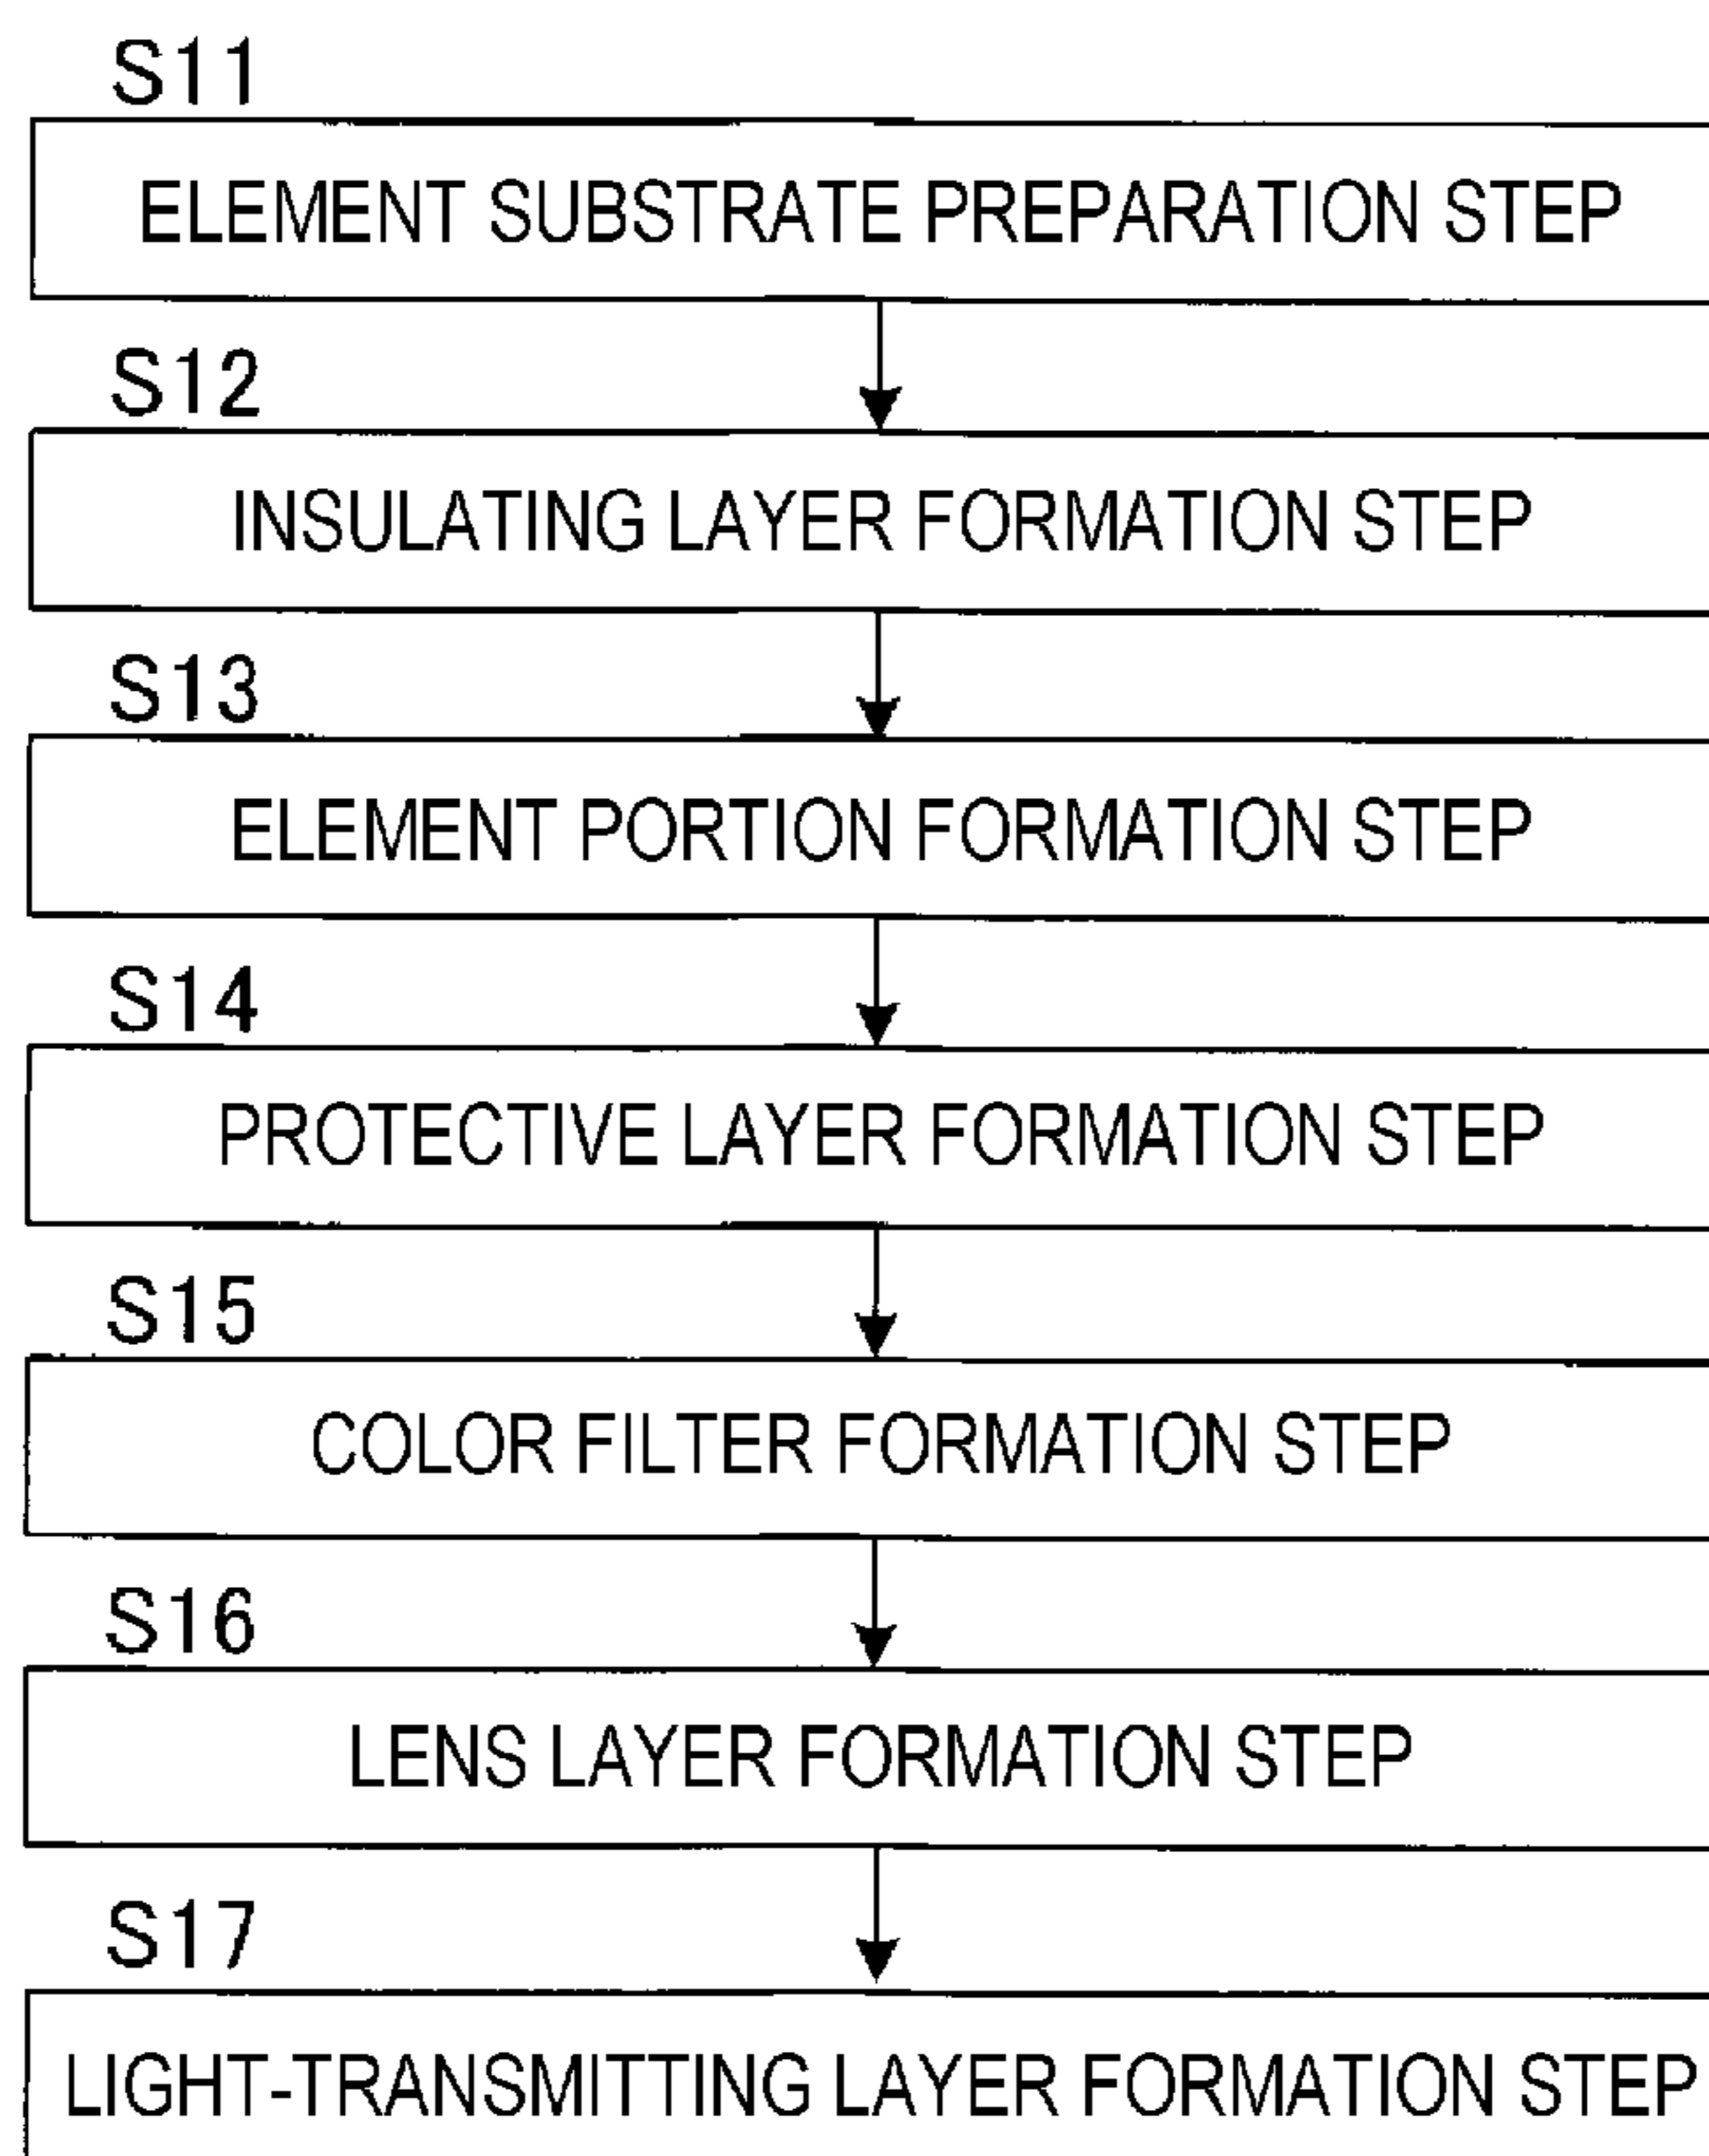 S11
ELEMENT SUBSTRATE PREPARATION STEP
S12
INSULATING LAYER FORMATION STEP
S13
ELEMENT PORTION FORMATION STEP
S14
PROTECTIVE LAYER FORMATION STEP
S15
COLOR FILTER FORMATION STEP
S16
LENS LAYER FORMATION STEP
S17
LIGHT-TRANSMITTING LAYER FORMATION STEP